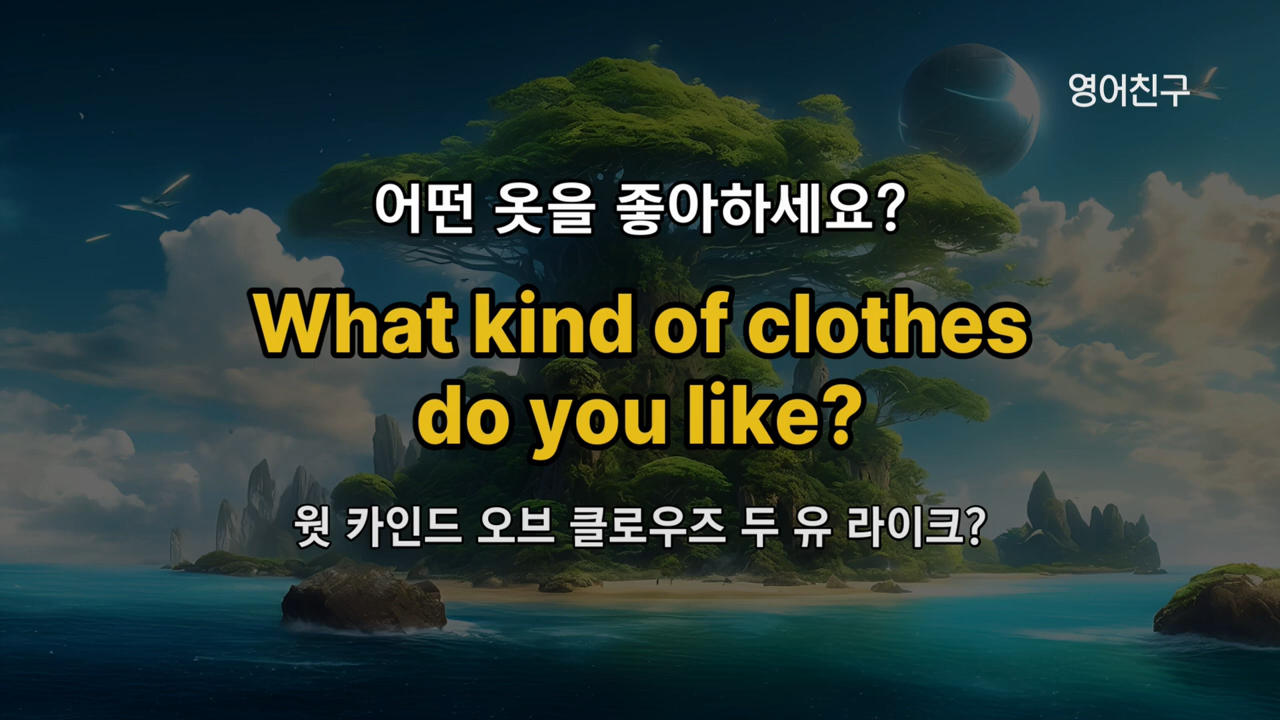 영어친구
어떤 옷을 좋아하세요?
What kind of clothes
do you like?
웟 카인드 오브 클로우즈 두 유 라이크?